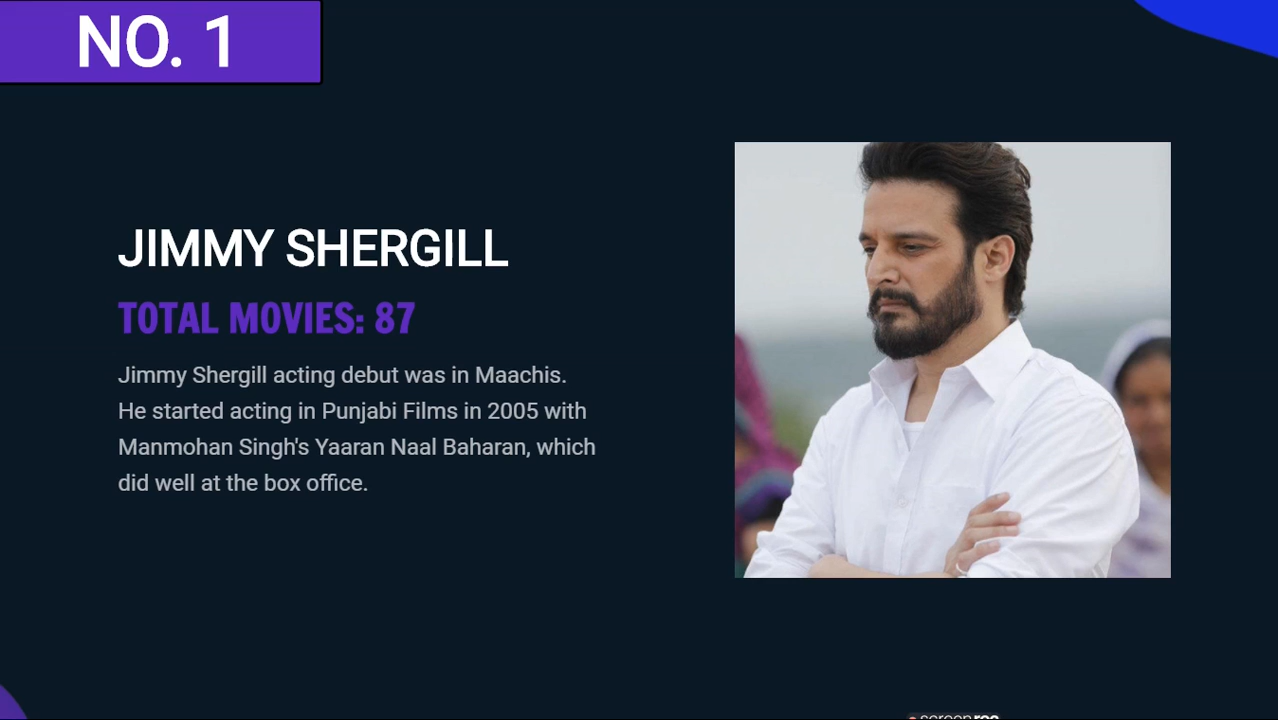 NO. 1
JIMMY SHERGILL
TOTAL MOVIES: 87
Jimmy Shergill acting debut was in Maachis.
He started acting in Punjabi Films in 2005 with
Manmohan Singh's Yaaran Naal Baharan, which
did well at the box office.